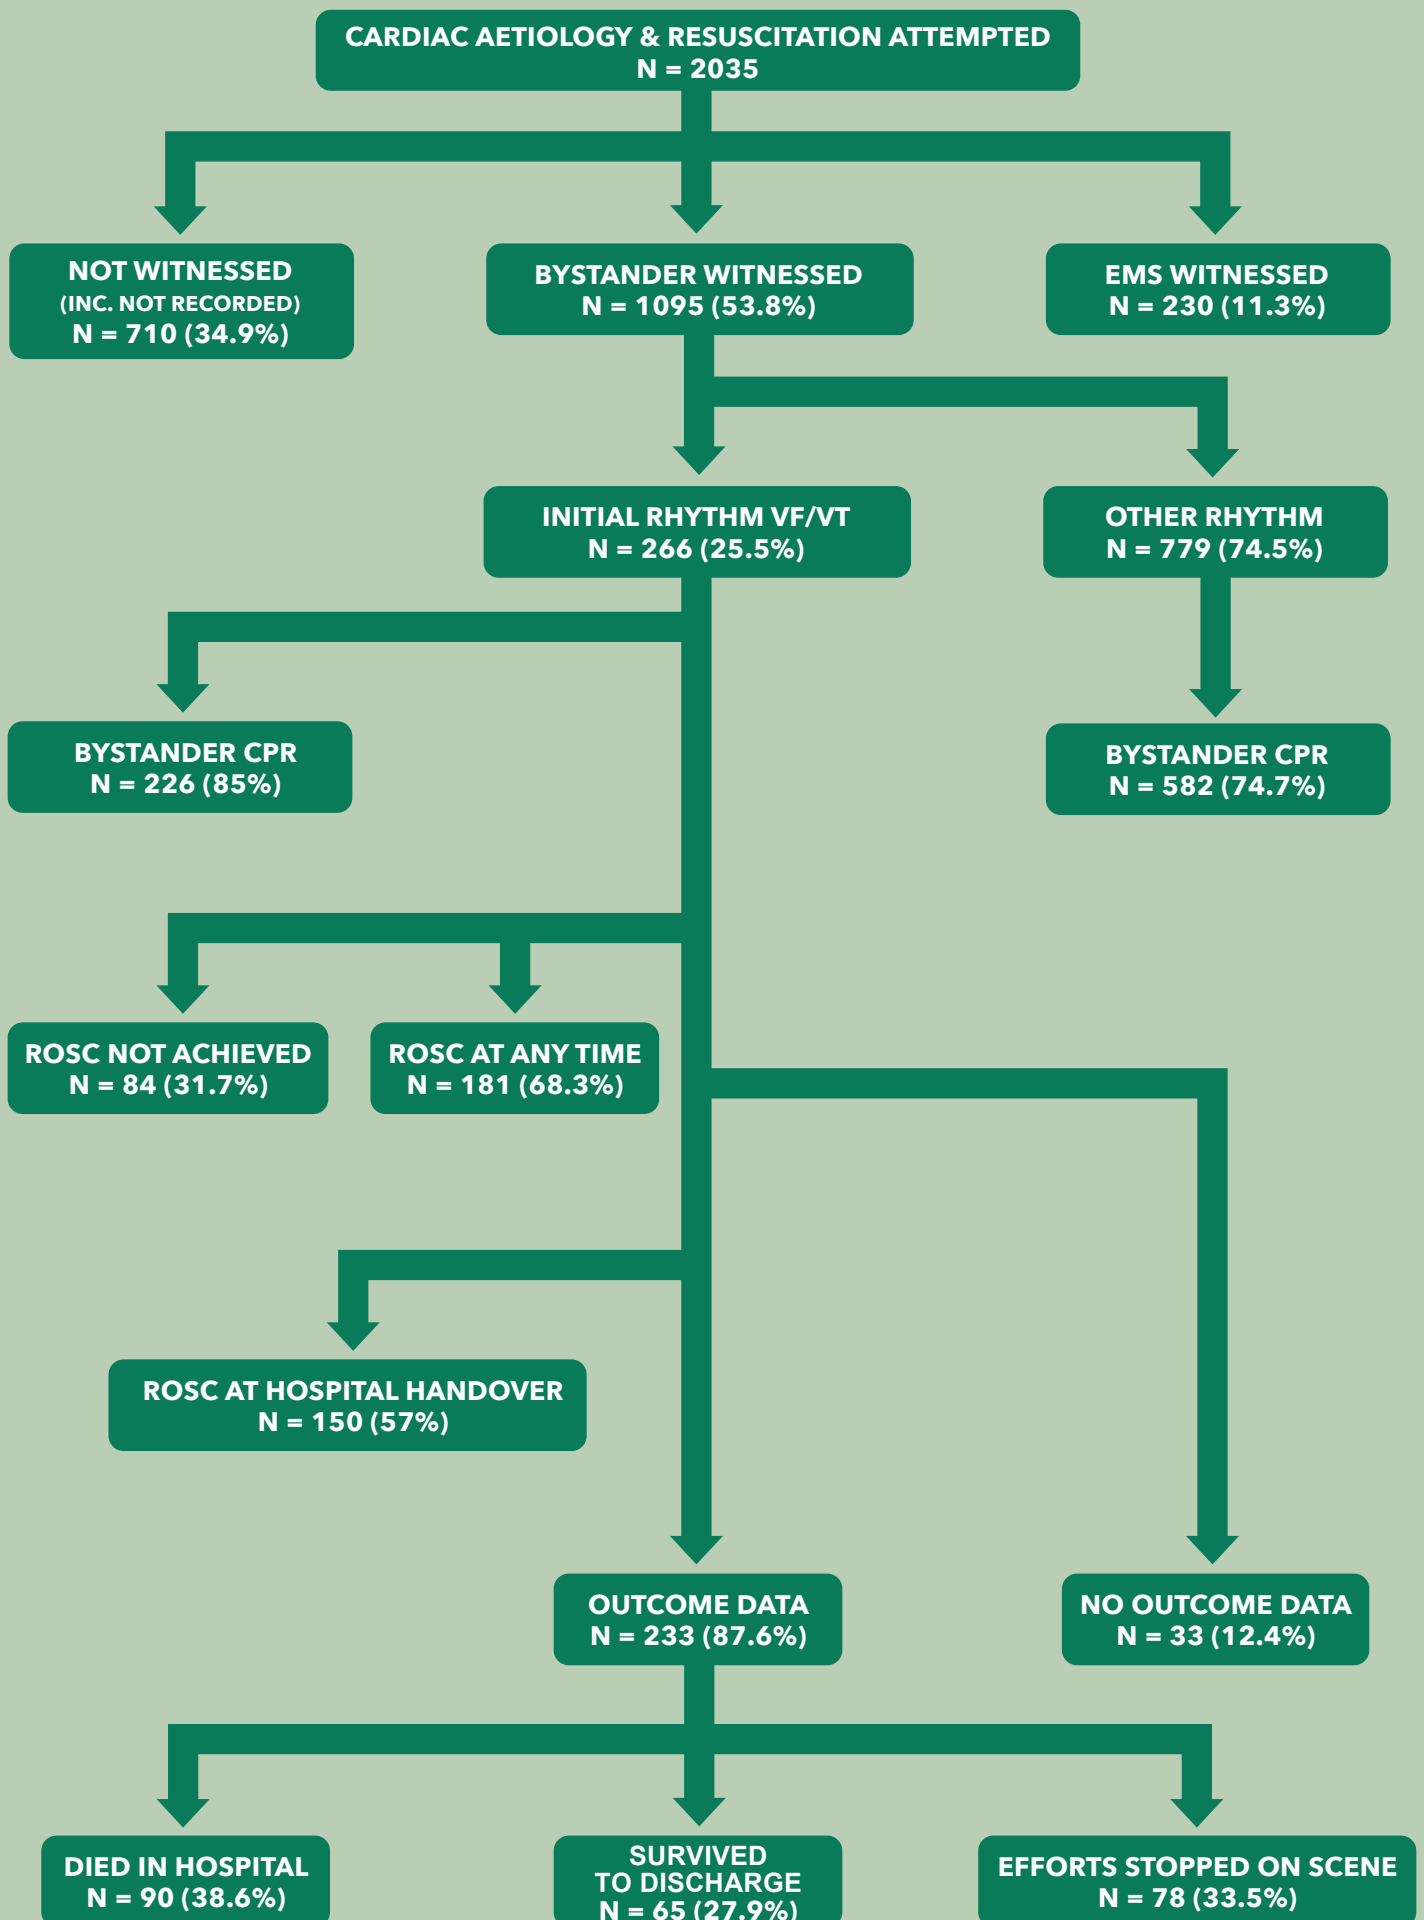 CARDIAC AETIOLOGY & RESUSCITATION ATTEMPTED
N = 2035
NOT WITNESSED
(INC. NOT RECORDED)
N = 710 (34.9%)
BYSTANDER WITNESSED
N = 1095 (53.8%)
EMS WITNESSED
N = 230 (11.3%)
INITIAL RHYTHM VF/VT
N = 266 (25.5%)
OTHER RHYTHM
N = 779 (74.5%)
BYSTANDER CPR
N = 226 (85%)
BYSTANDER CPR
N = 582 (74.7%)
ROSC NOT ACHIEVED
N = 84 (31.7%)
ROSC AT ANY TIME
N = 181 (68.3%)
ROSC AT HOSPITAL HANDOVER
N = 150 (57%)
OUTCOME DATA
N = 233 (87.6%)
NO OUTCOME DATA
N = 33 (12.4%)
DIED IN HOSPITAL
N = 90 (38.6%)
SURVIVED
TO DISCHARGE
N = 65 (27.9%)
EFFORTS STOPPED ON SCENE
N = 78 (33.5%)